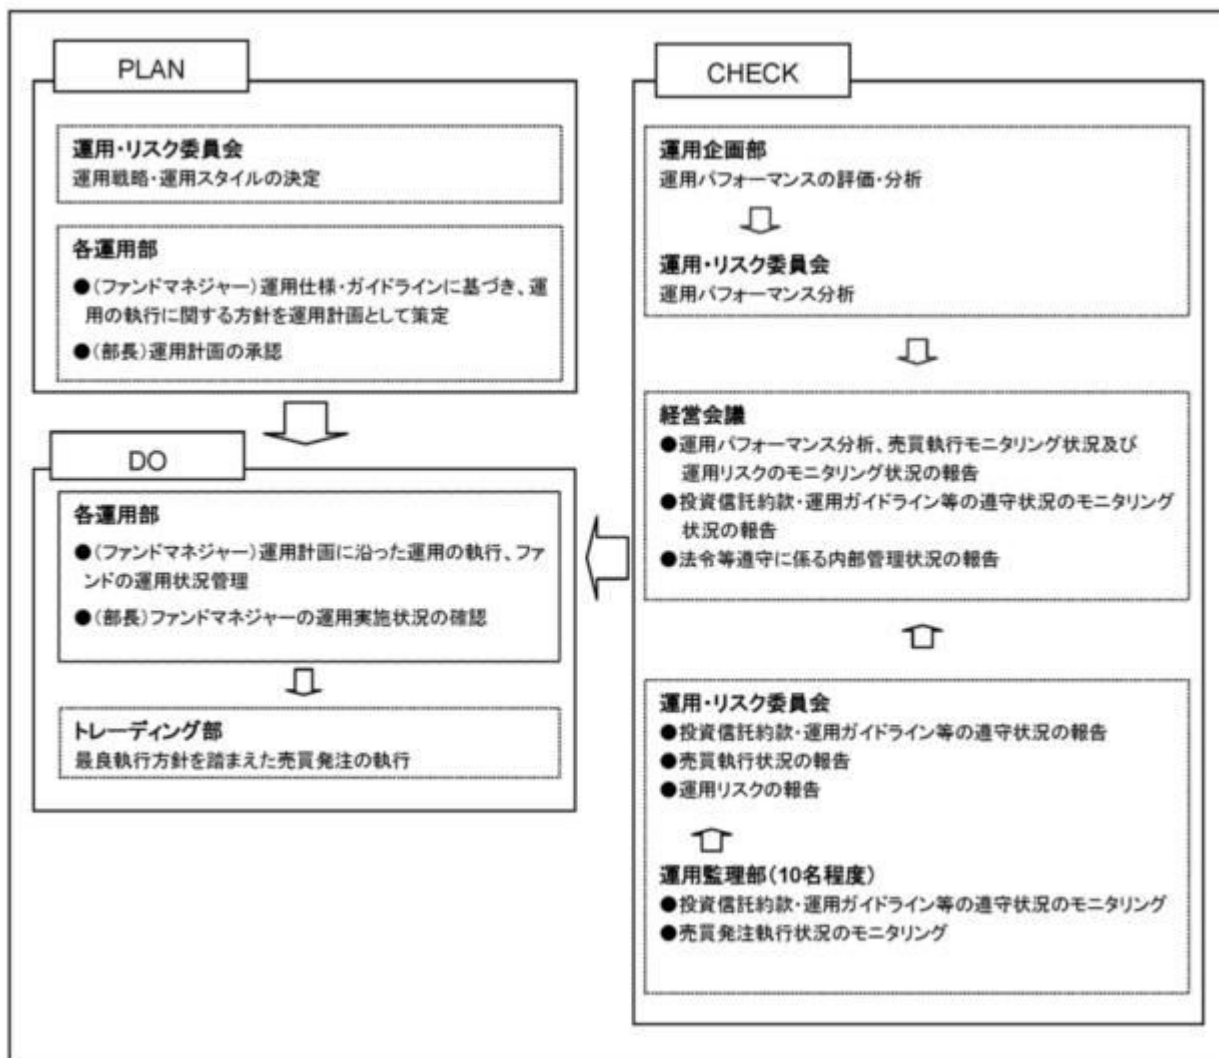 PLAN
運用・リスク委員会
運用戦略・運用スタイルの決定
各運用部
●(ファンドマネジャー)運用仕様・ガイドラインに基づき、運
用の執行に関する方針を運用計画として策定
●(部長)運用計画の承認
DO
各運用部
●(ファンドマネジャー)運用計画に沿った運用の執行、ファ
ンドの運用状況管理
●(部長)ファンドマネジャーの運用実施状況の確認
トレーディング部
最良執行方針を踏まえた売買発注の執行
CHECK
運用企画部
運用パフォーマンスの評価・分析
運用・リスク委員会
運用パフォーマンス分析
経営会議
●運用パフォーマンス分析、売買執行モニタリング状況及び
運用リスクのモニタリング状況の報告
●投資信託約款・運用ガイドライン等の遵守状況のモニタリング
状況の報告
●法令等遵守に係る内部管理状況の報告
運用・リスク委員会
●投資信託約款・運用ガイドライン等の遵守状況の報告
●売買執行状況の報告
●運用リスクの報告
運用監理部(10名程度)
●投資信託約款・運用ガイドライン等の遵守状況のモニタリング
●売買発注執行状況のモニタリング